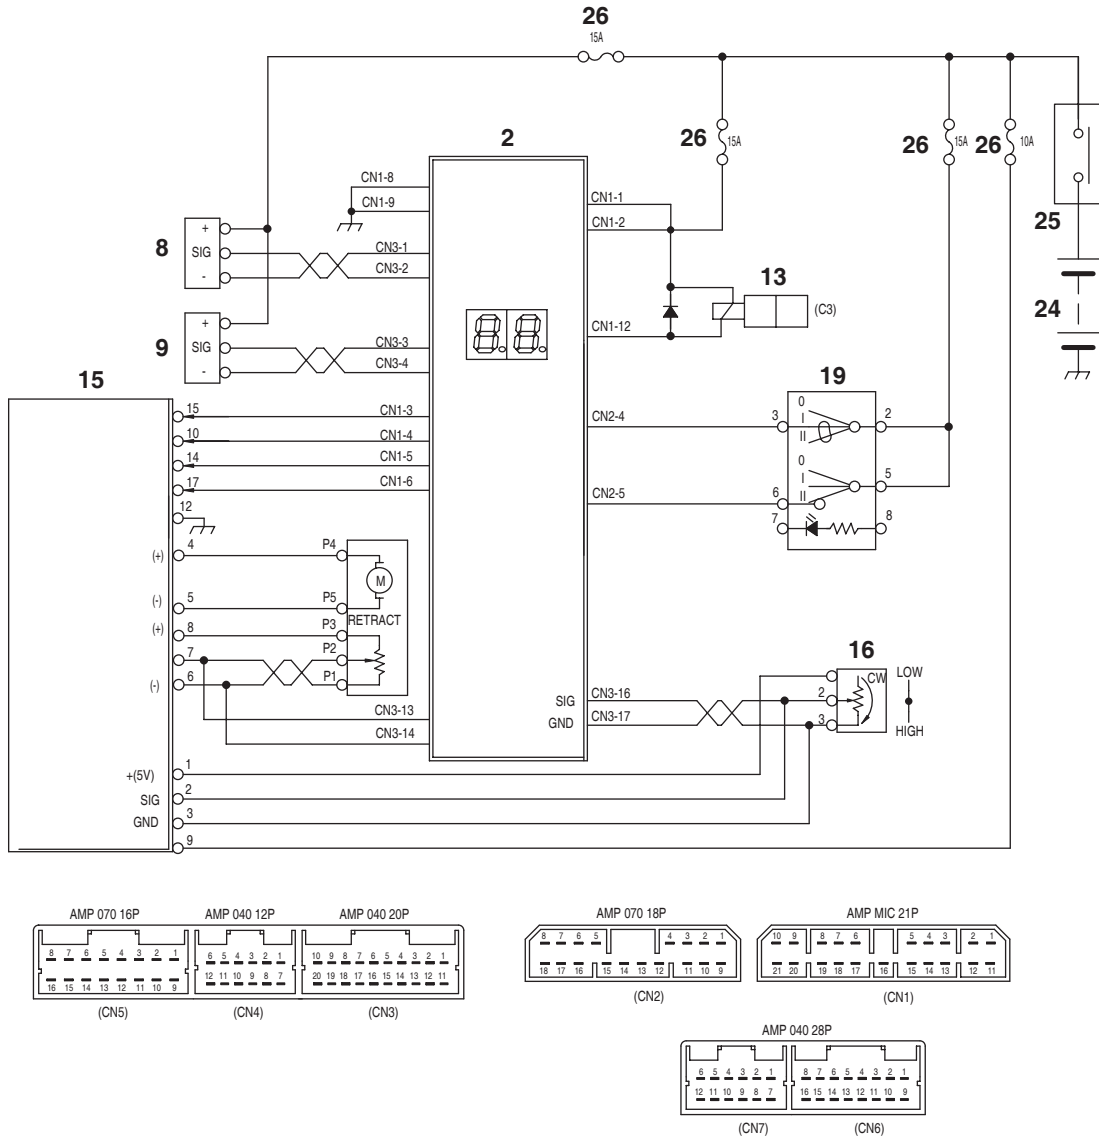 26
15A
2
26
15A
26
15A
26
10A
CN1-8
CN1-9
CN1-1
CN1-2
25
8
+
SIG
-
CN3-1
CN3-2
13
(C3)
24
9
+
SIG
-
CN3-3
CN3-4
CN1-12
15
19
15
CN1-3
10
CN1-4
14
CN1-5
17
CN1-6
12
CN2-4
3
0
I
II
2
0
I
II
5
CN2-5
6
7
8
(+)
4
P4
M
(-)
5
P5
RETRACT
(+)
8
P3
7
P2
(-)
6
P1
16
CW
LOW
HIGH
SIG
CN3-16
2
GND
CN3-17
3
CN3-13
CN3-14
+(5V)
1
SIG
2
GND
3
9
AMP 070 16P
8 7 6 5 4 3 2 1
16 15 14 13 12 11 10 9
(CN5)
AMP 040 12P
6 5 4 3 2 1
12 11 10 9 8 7
(CN4)
AMP 040 20P
10 9 8 7 6 5 4 3 2 1
20 19 18 17 16 15 14 13 12 11
(CN3)
AMP 070 18P
8 7 6 5 4 3 2 1
18 17 16 15 14 13 12 11 10 9
(CN2)
AMP MIC 21P
10 9 8 7 6 5 4 3 2 1
21 20 19 18 17 16 15 14 13 12 11
(CN1)
AMP 040 28P
6 5 4 3 2 1
12 11 10 9 8 7
(CN7)
8 7 6 5 4 3 2 1
16 15 14 13 12 11 10 9
(CN6)